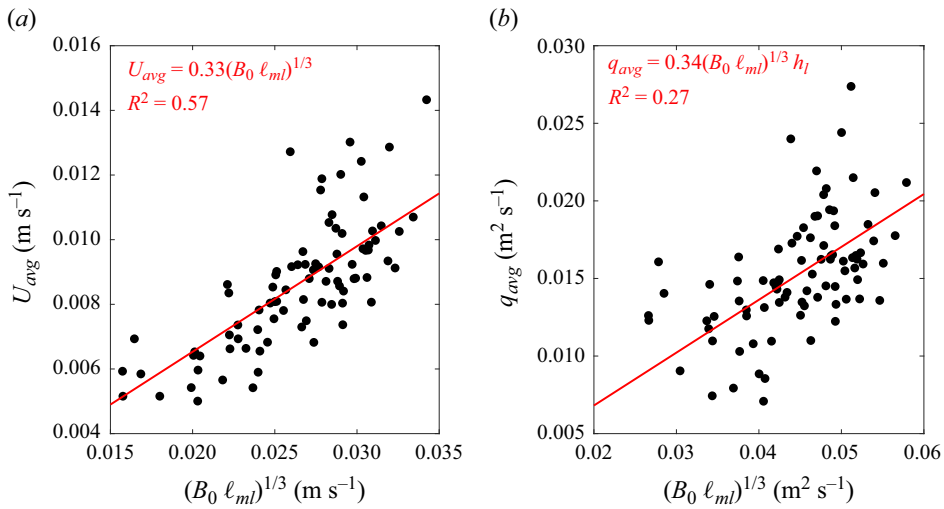 (a)
U_avg = 0.33(B_0 ℓ_ml)^1/3
R^2 = 0.57
0.016
0.014
0.012
0.010
0.008
0.006
0.004
U_avg (m s^−1)
0.015 0.020 0.025 0.030 0.035
(B_0 ℓ_ml)^1/3 (m s^−1)
(b)
q_avg = 0.34(B_0 ℓ_ml)^1/3 h_l
R^2 = 0.27
0.030
0.025
0.020
0.015
0.010
0.005
q_avg (m^2 s^−1)
0.02 0.03 0.04 0.05 0.06
(B_0 ℓ_ml)^1/3 (m^2 s^−1)